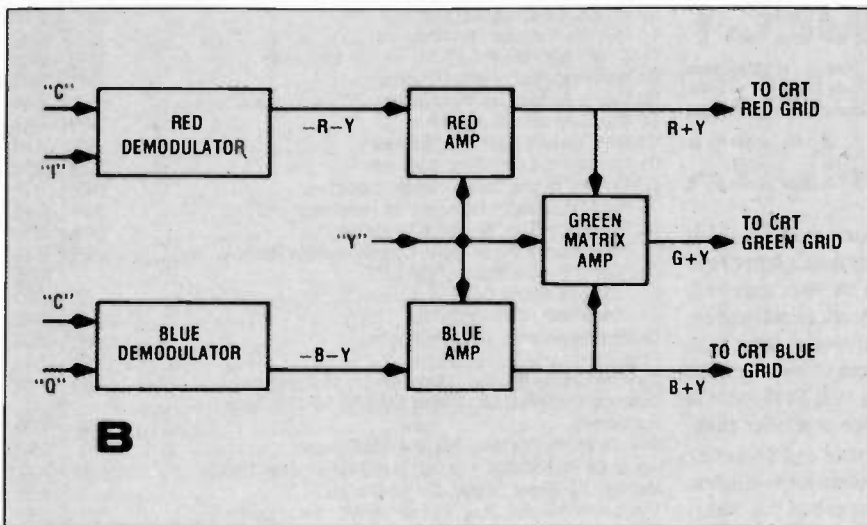 "C"
"I"
RED
DEMODULATOR
–R–Y
RED
AMP
R+Y
TO CRT
RED GRID
"Y"
GREEN
MATRIX
AMP
G+Y
TO CRT
GREEN GRID
"C"
"Q"
BLUE
DEMODULATOR
–B–Y
BLUE
AMP
B+Y
TO CRT BLUE
GRID
B